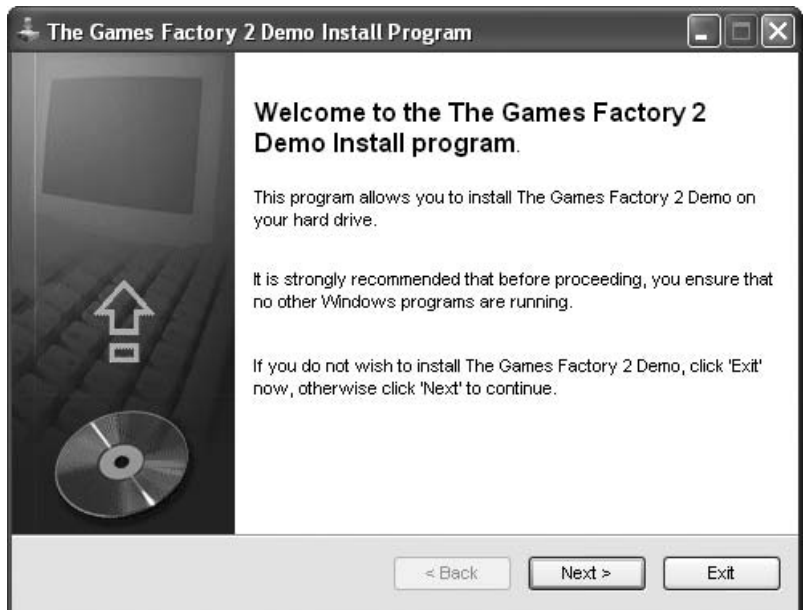 The Games Factory 2 Demo Install Program
Welcome to the The Games Factory 2
Demo Install program.
This program allows you to install The Games Factory 2 Demo on
your hard drive.
It is strongly recommended that before proceeding, you ensure that
no other Windows programs are running.
If you do not wish to install The Games Factory 2 Demo, click 'Exit'
now, otherwise click 'Next' to continue.
< Back
Next >
Exit